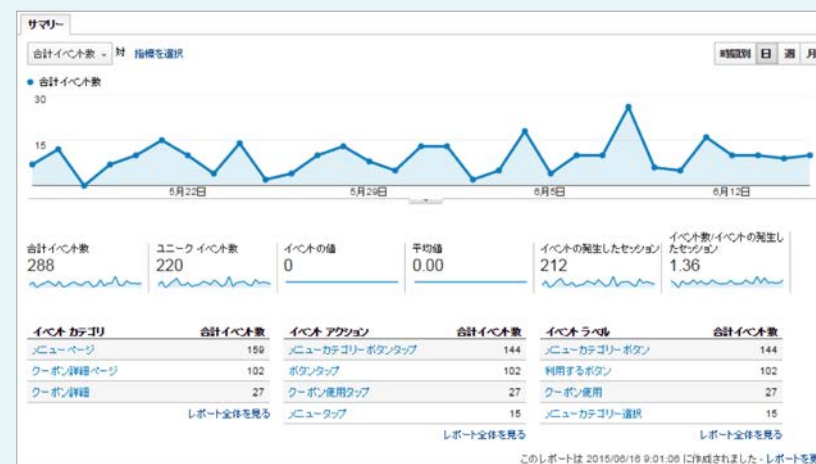 サマリー
合計イベント数 対 指標を選択 時間別 日 週 月
合計イベント数
30
15
5月22日 5月29日 6月5日 6月12日
合計イベント数 ユニーク イベント数 イベントの値 平均値 イベントの発生したセッション イベント数/イベントの発生し
たセッション
288 220 0 0.00 212 1.36
イベント カテゴリ 合計イベント数 イベント アクション 合計イベント数 イベント ラベル 合計イベント数
メニューページ 159 メニューカテゴリーボタンタップ 144 メニューカテゴリーボタン 144
クーポン詳細ページ 102 ボタンタップ 102 利用するボタン 102
クーポン詳細 27 クーポン使用タップ 27 クーポン使用 27
レポート全体を見る メニュータップ 15 メニューカテゴリー選択 15
レポート全体を見る レポート全体を見る
このレポートは 2015/06/16 9:01:06 に作成されました - レポートを更